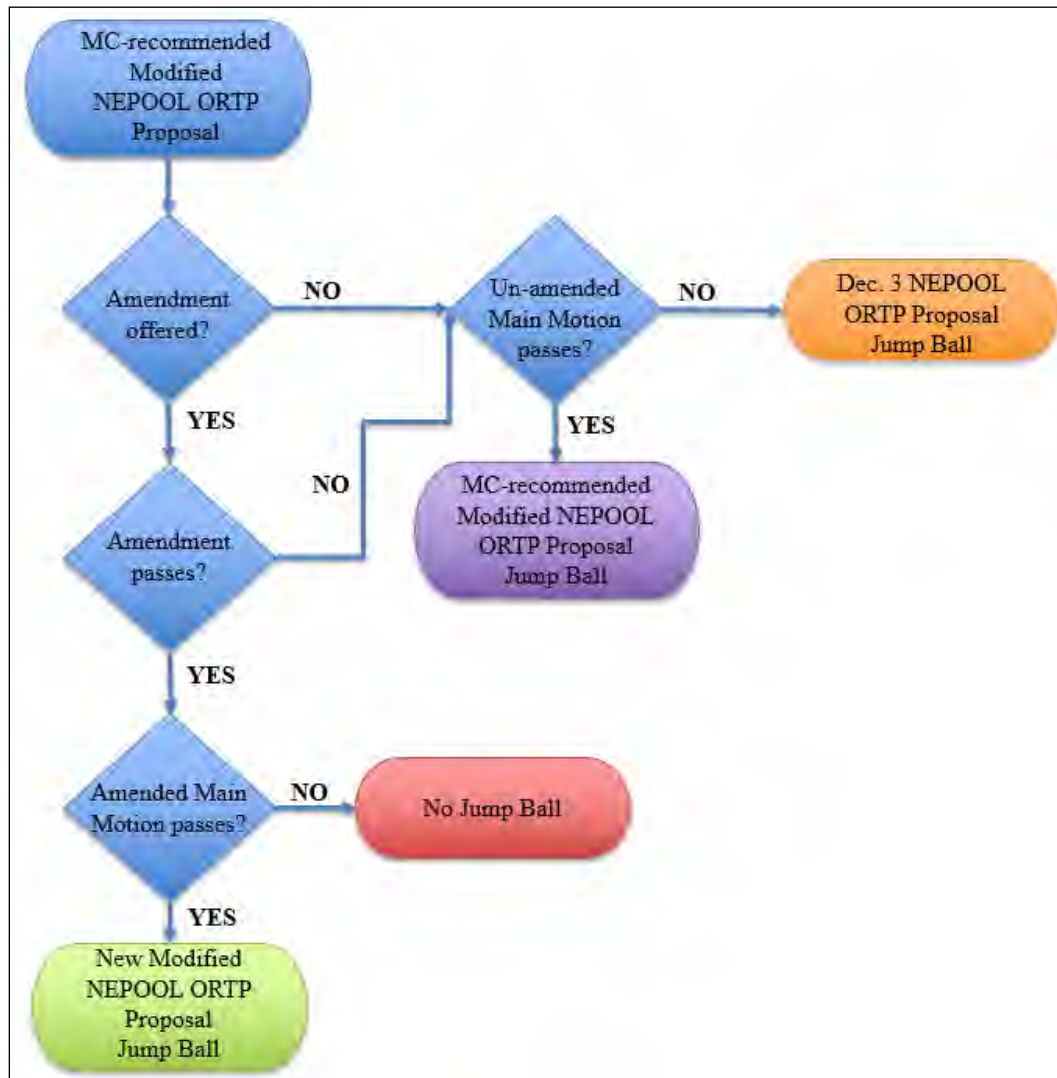 MC-recommended
Modified
NEPOOL ORTP
Proposal
Amendment
offered?
NO
Un-amended
Main Motion
passes?
NO
Dec. 3 NEPOOL
ORTP Proposal
Jump Ball
YES
YES
MC-recommended
Modified NEPOOL
ORTP Proposal
Jump Ball
NO
Amendment
passes?
YES
Amended Main
Motion passes?
NO
No Jump Ball
YES
New Modified
NEPOOL ORTP
Proposal
Jump Ball